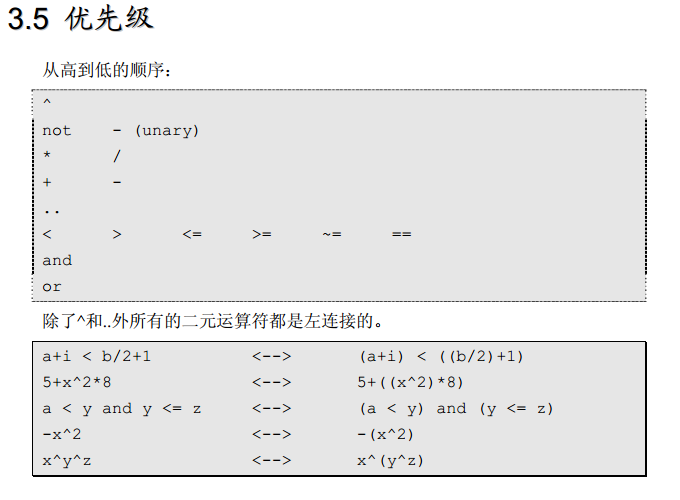 3.5 优先级
从高到低的顺序：
^
not - (unary)
* /
+ -
..
< > <= >= ~= ==
and
or
除了^和..外所有的二元运算符都是左连接的。
a+i < b/2+1 <--> (a+i) < ((b/2)+1)
5+x^2*8 <--> 5+((x^2)*8)
a < y and y <= z <--> (a < y) and (y <= z)
-x^2 <--> -(x^2)
x^y^z <--> x^(y^z)